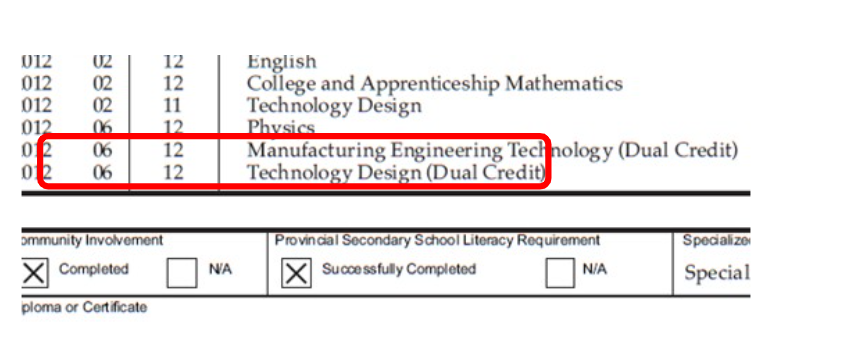 012 02 12 English
012 02 12 College and Apprenticeship Mathematics
012 02 11 Technology Design
012 06 12 Physics
012 06 12 Manufacturing Engineering Technology (Dual Credit)
012 06 12 Technology Design (Dual Credit)
ommunity Involvement Provincial Secondary School Literacy Requirement Specialize
Completed N/A Successfully Completed N/A Special
ploma or Certificate